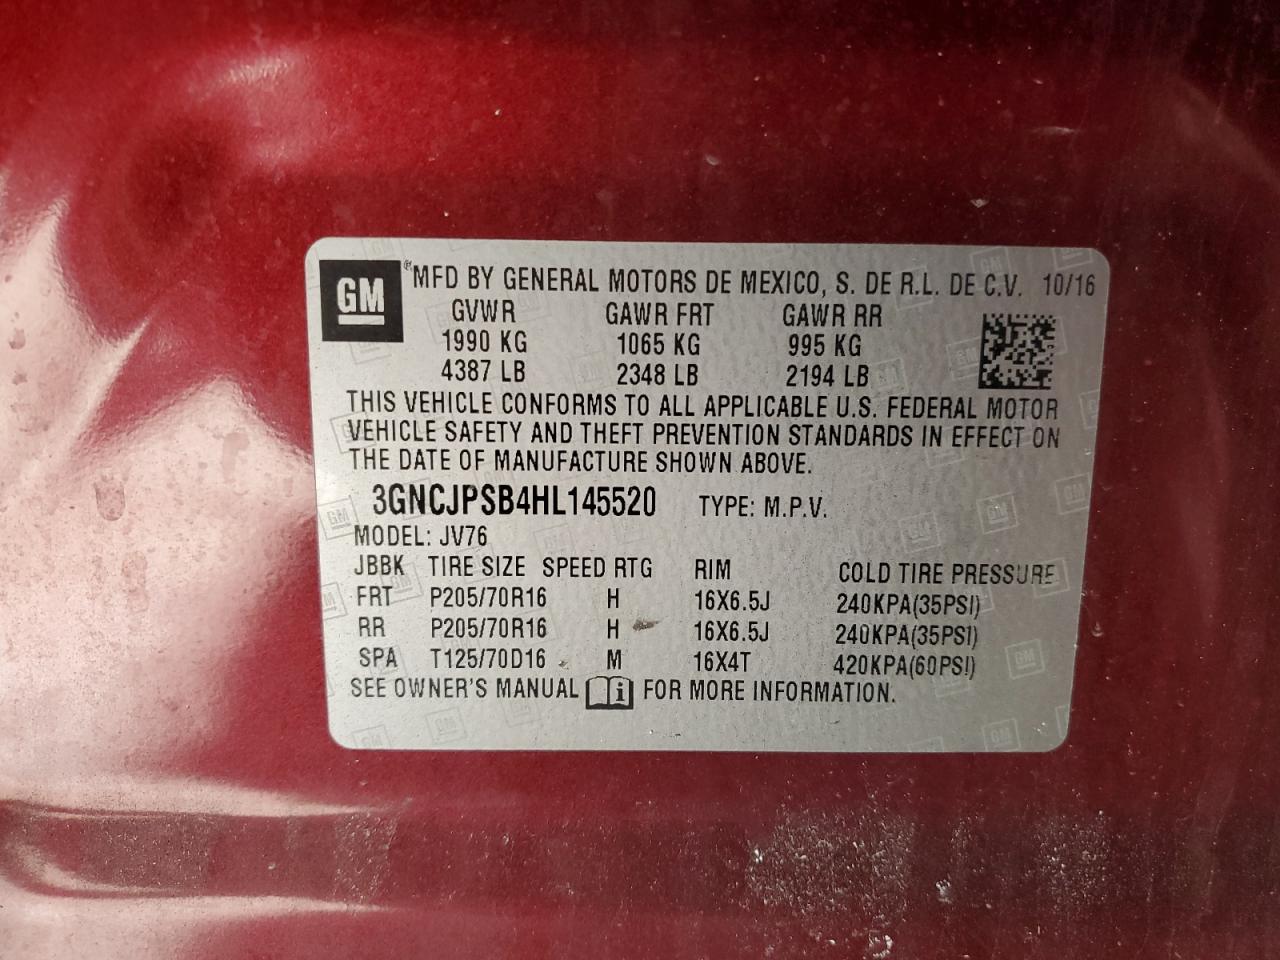 GM ® MFD BY GENERAL MOTORS DE MEXICO, S. DE R.L. DE C.V. 10/16
GVWR GAWR FRT GAWR RR
1990 KG 1065 KG 995 KG
4387 LB 2348 LB 2194 LB
THIS VEHICLE CONFORMS TO ALL APPLICABLE U.S. FEDERAL MOTOR
VEHICLE SAFETY AND THEFT PREVENTION STANDARDS IN EFFECT ON
THE DATE OF MANUFACTURE SHOWN ABOVE.
3GNCJPSB4HL145520 TYPE: M.P.V.
MODEL: JV76
JBBK TIRE SIZE SPEED RTG RIM COLD TIRE PRESSURE
FRT P205/70R16 H 16X6.5J 240KPA(35PSI)
RR P205/70R16 H 16X6.5J 240KPA(35PSI)
SPA T125/70D16 M 16X4T 420KPA(60PSI)
SEE OWNER'S MANUAL i FOR MORE INFORMATION.